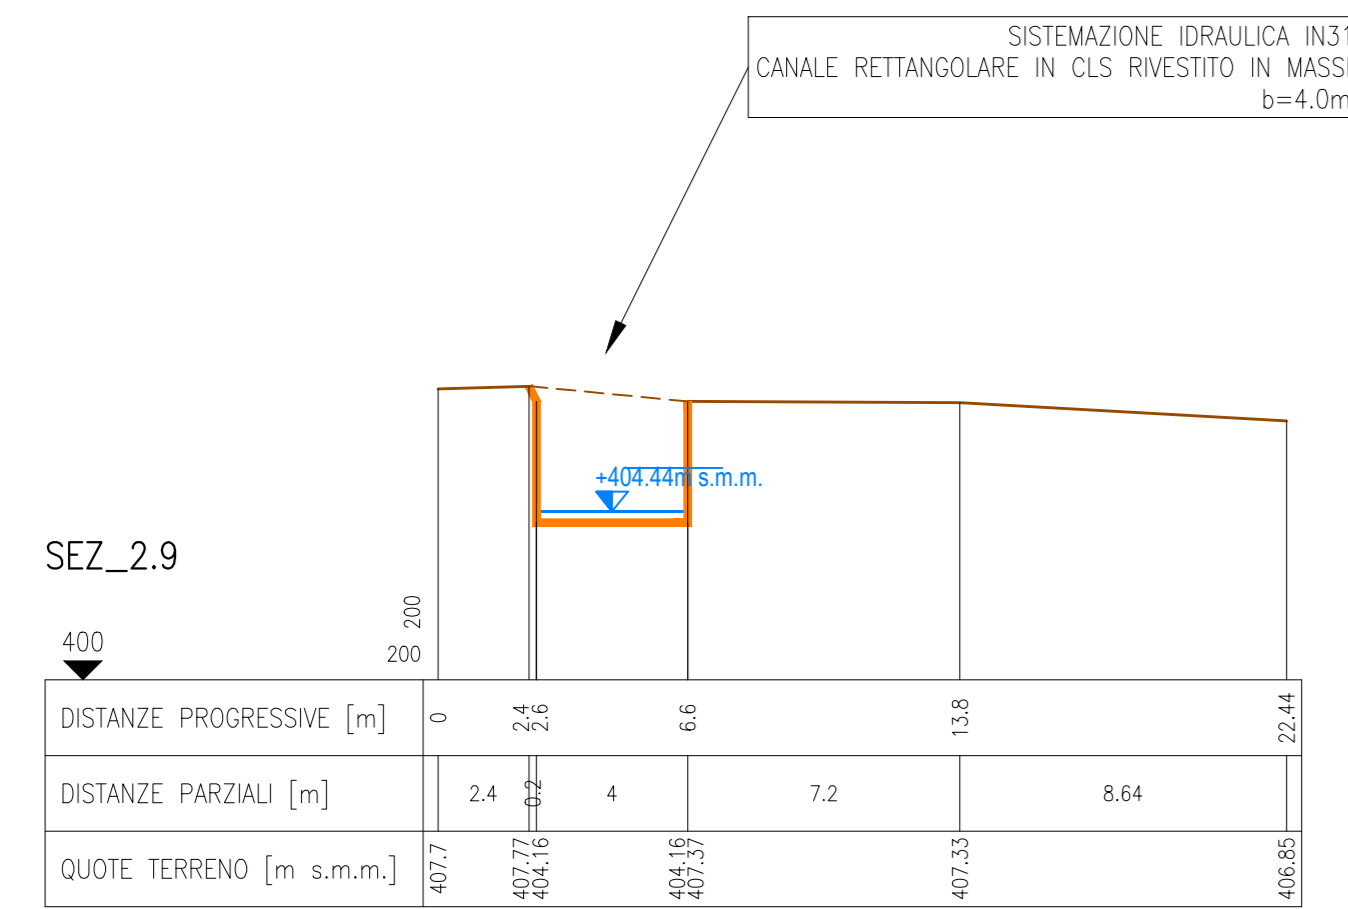 SISTEMAZIONE IDRAULICA IN31
CANALE RETTANGOLARE IN CLS RIVESTITO IN MASSI
b=4.0m
+404.44m s.m.m.
SEZ_2.9
200
400
200
DISTANZE PROGRESSIVE [m] 0 2.4 2.6 6.6 13.8 22.44
DISTANZE PARZIALI [m] 2.4 0.2 4 7.2 8.64
QUOTE TERRENO [m s.m.m.] 407.7 407.77 404.16 404.16 407.37 407.33 406.85